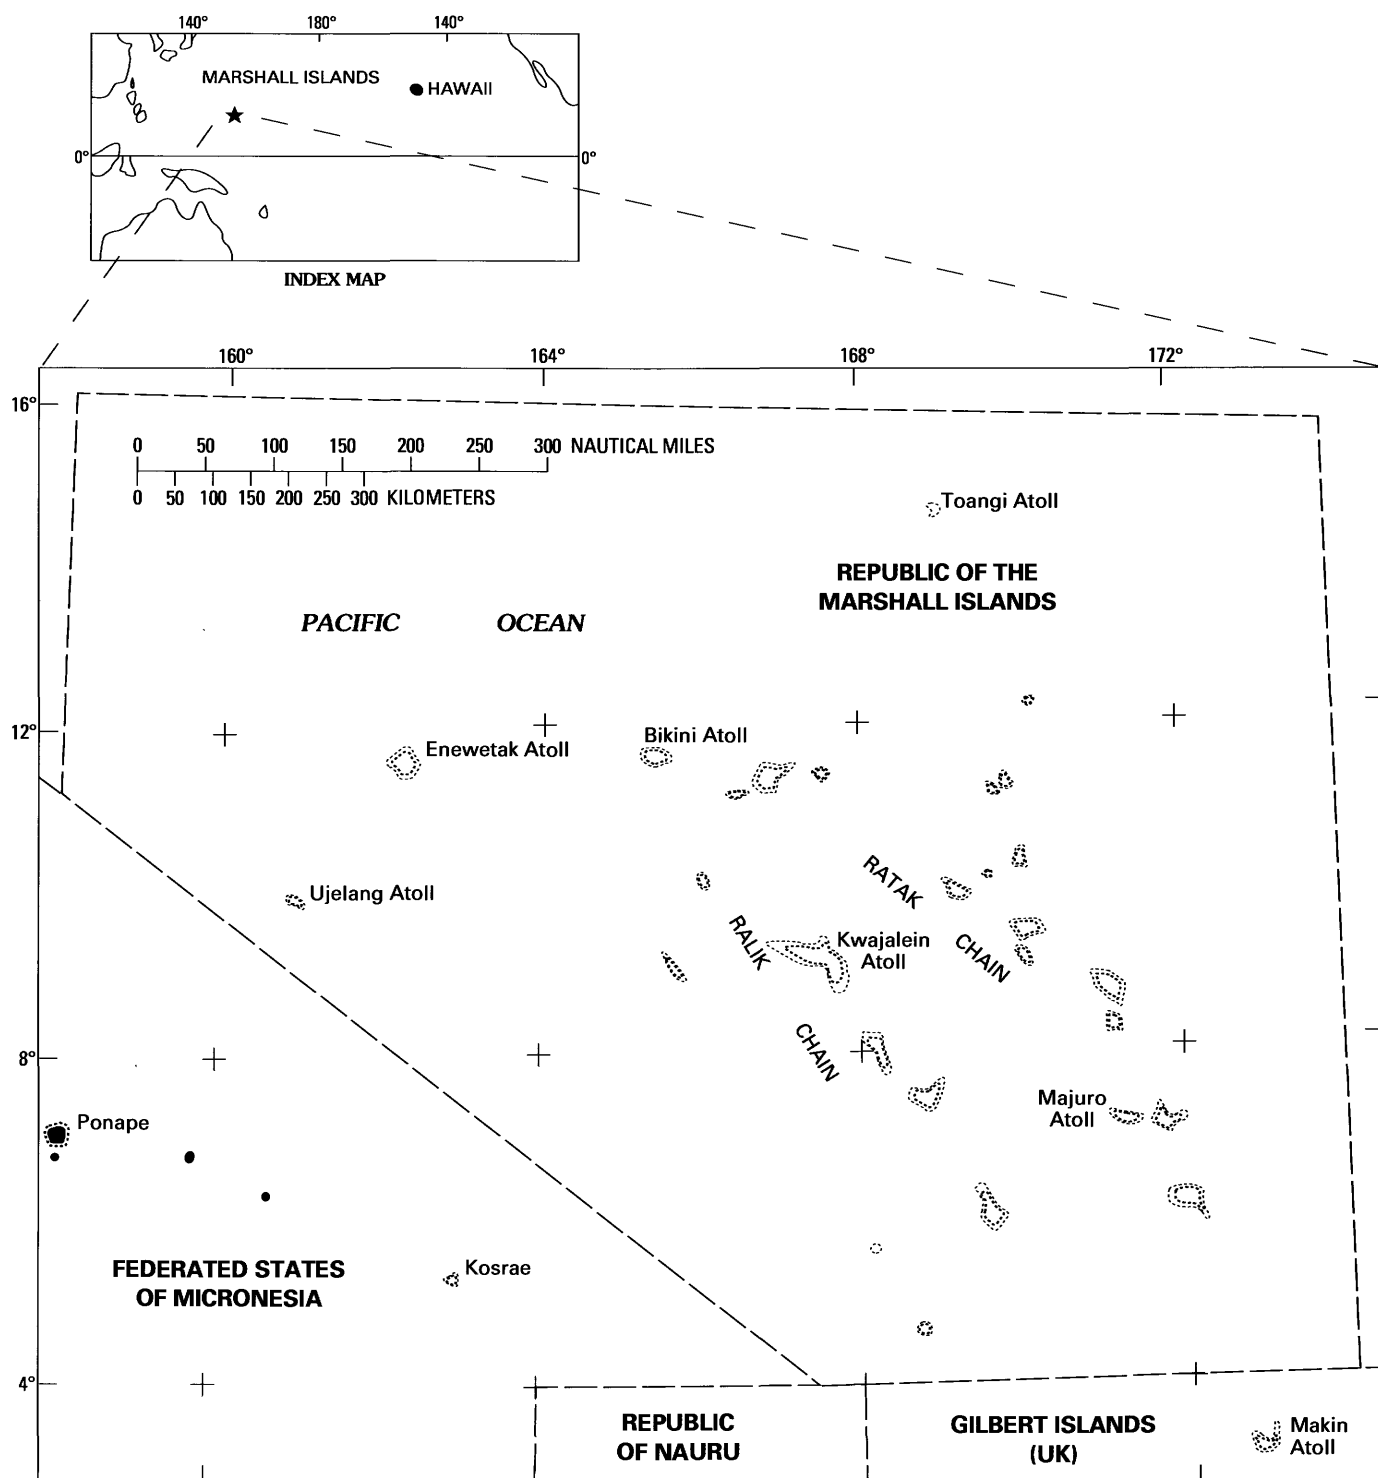 140° 180° 140°
MARSHALL ISLANDS
HAWAII
0° 0°
INDEX MAP
160° 164° 168° 172°
16°
0 50 100 150 200 250 300 NAUTICAL MILES
0 50 100 150 200 250 300 KILOMETERS
Toangi Atoll
REPUBLIC OF THE
MARSHALL ISLANDS
PACIFIC OCEAN
12°
Enewetak Atoll
Bikini Atoll
Ujelang Atoll
RATAK
CHAIN
RALIK
CHAIN
Kwajalein
Atoll
8°
Ponape
Majuro
Atoll
FEDERATED STATES
OF MICRONESIA
Kosrae
4°
REPUBLIC
OF NAURU
GILBERT ISLANDS
(UK)
Makin
Atoll